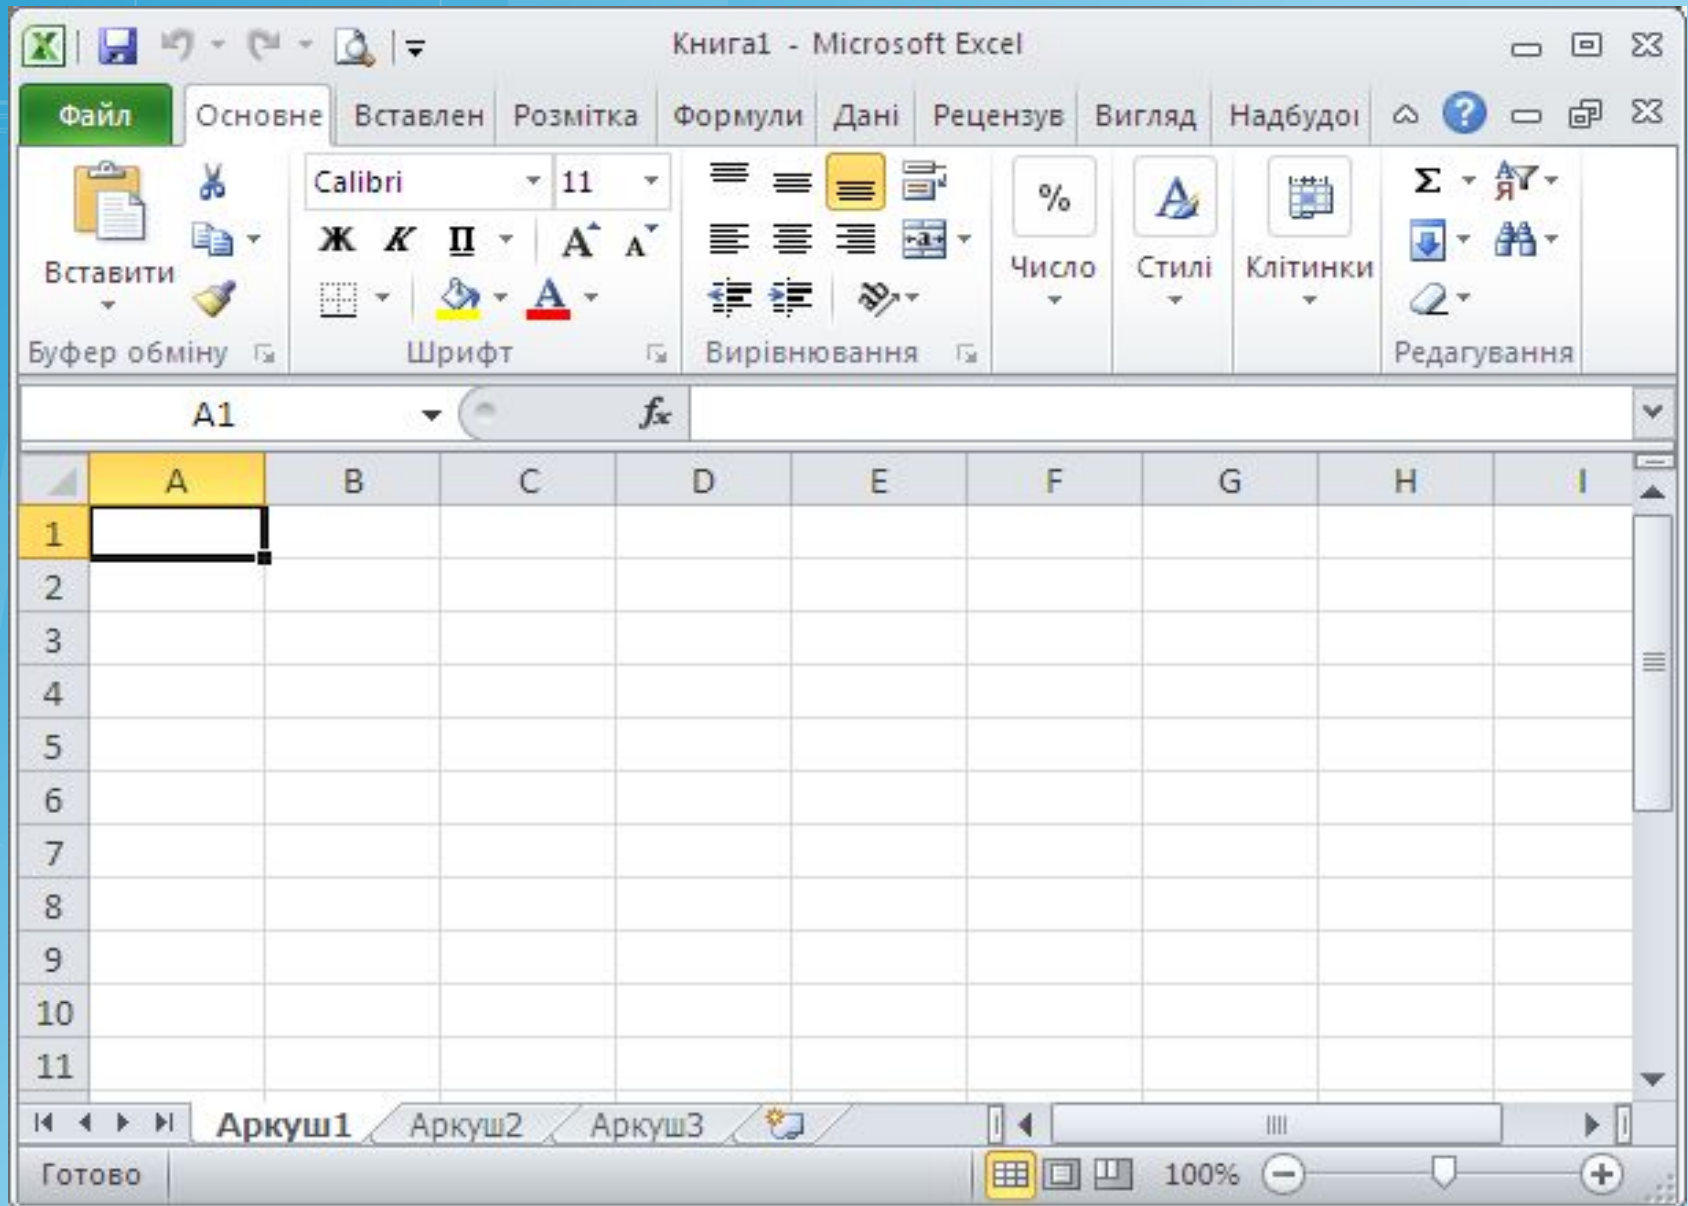 Книга1 - Microsoft Excel
Файл Основне Вставлен Розмітка Формули Дані Рецензув Вигляд Надбудо
Calibri 11
Ж К П A A
% Σ А Я
Вставити Число Стилі Клітинки
ab
Буфер обміну Шрифт Вирівнювання Редагування
A1 fx
A B C D E F G H I
1
2
3
4
5
6
7
8
9
10
11
Аркуш1 Аркуш2 Аркуш3
Готово 100%